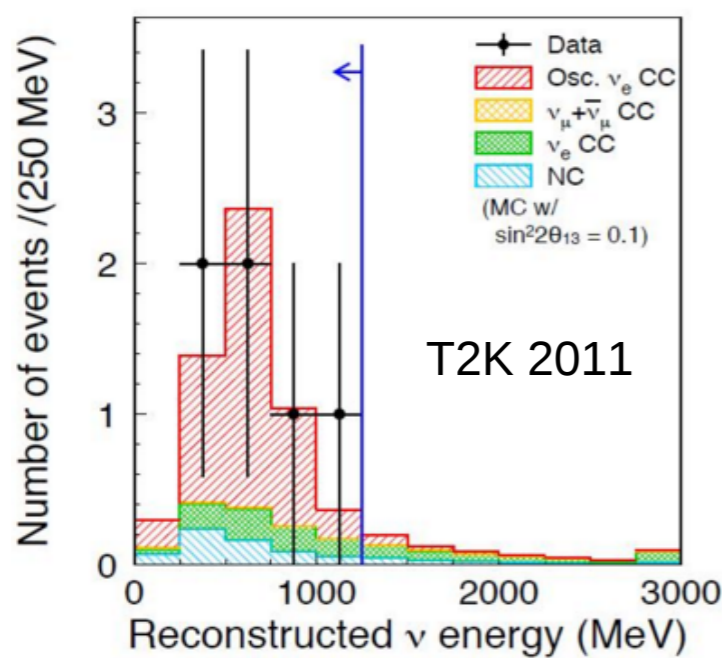 Number of events /(250 MeV)
3
2
1
0
Data
Osc. νe CC
νμ+ν̅μ CC
νe CC
NC
(MC w/
sin²2θ₁₃ = 0.1)
T2K 2011
0 1000 2000 3000
Reconstructed ν energy (MeV)